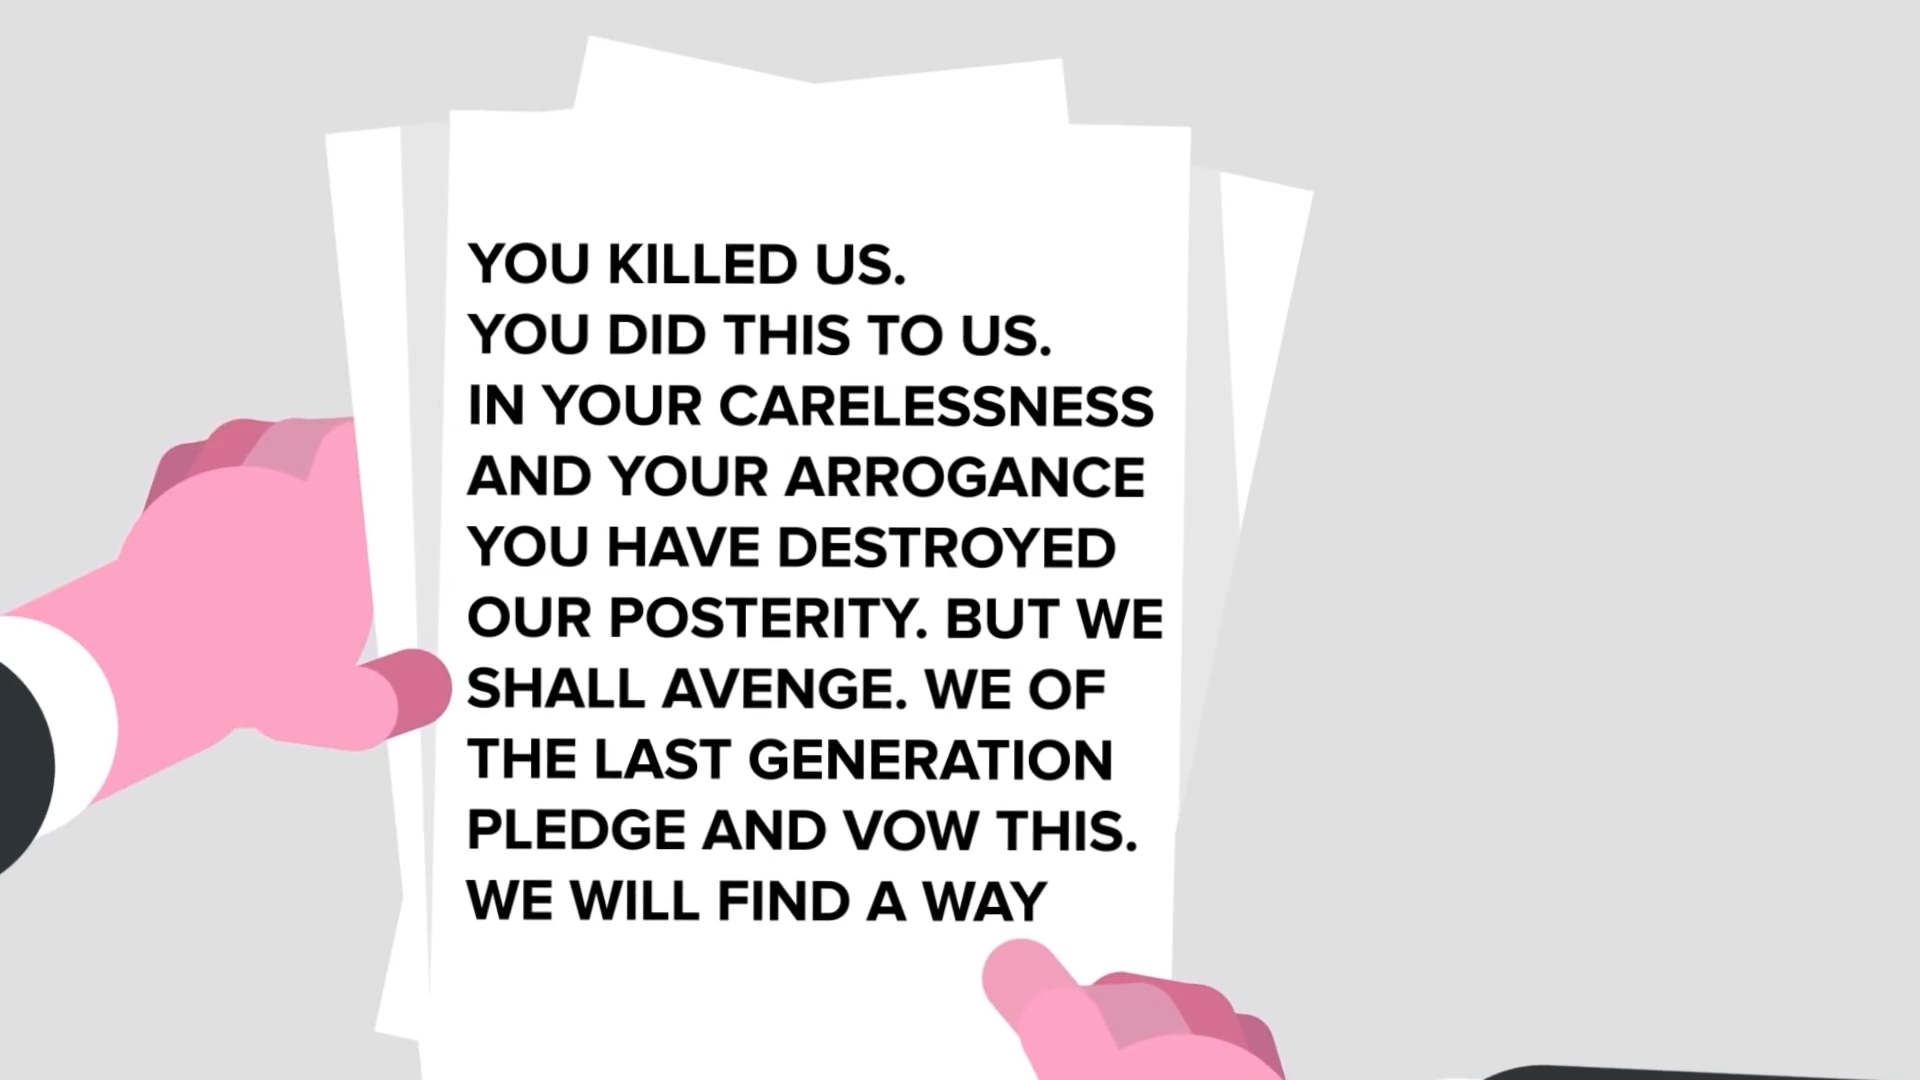 YOU KILLED US.
YOU DID THIS TO US.
IN YOUR CARELESSNESS
AND YOUR ARROGANCE
YOU HAVE DESTROYED
OUR POSTERITY. BUT WE
SHALL AVENGE. WE OF
THE LAST GENERATION
PLEDGE AND VOW THIS.
WE WILL FIND A WAY